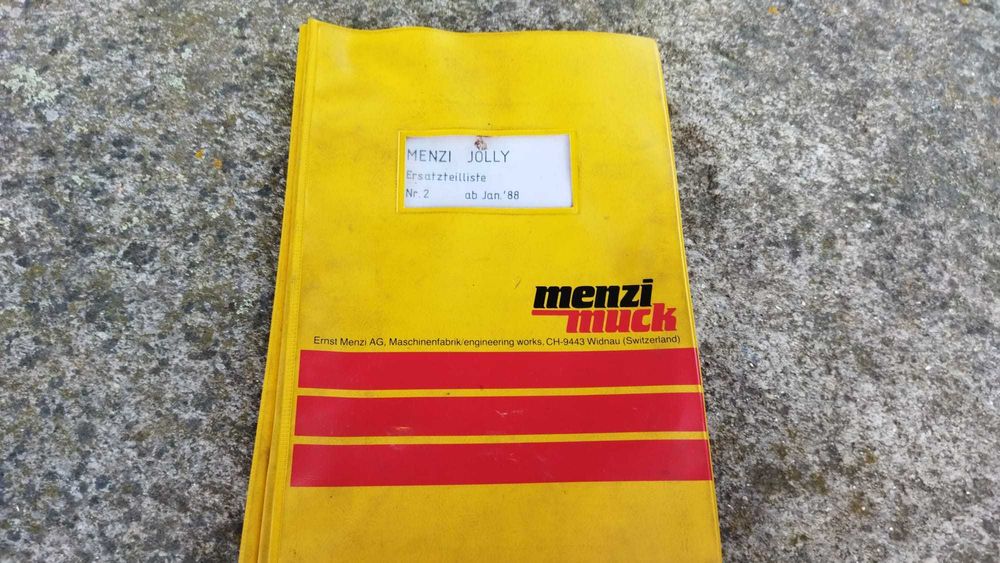 MENZI JOLLY
Ersatzteilliste
Nr. 2 ab Jan.'88
menzi
muck
Ernst Menzi AG, Maschinenfabrik/engineering works, CH-9443 Widnau (Switzerland)